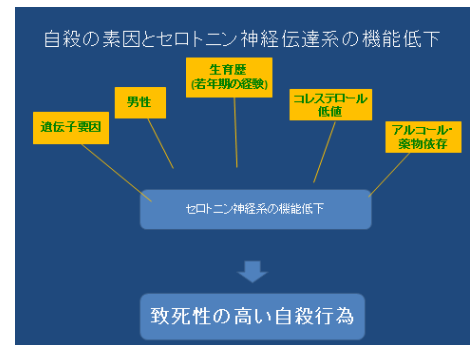 自殺の素因とセロトニン神経伝達系の機能低下
生育歴
(若年期の経験)
男性
コレステロール
低値
遺伝子要因
アルコール・
薬物依存
セロトニン神経系の機能低下
致死性の高い自殺行為